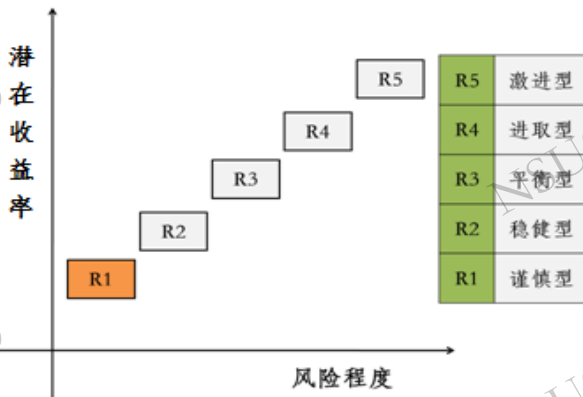 潜在收益率
R5
R4
R3
R2
R1
风险程度
R5 激进型
R4 进取型
R3 平衡型
R2 稳健型
R1 谨慎型